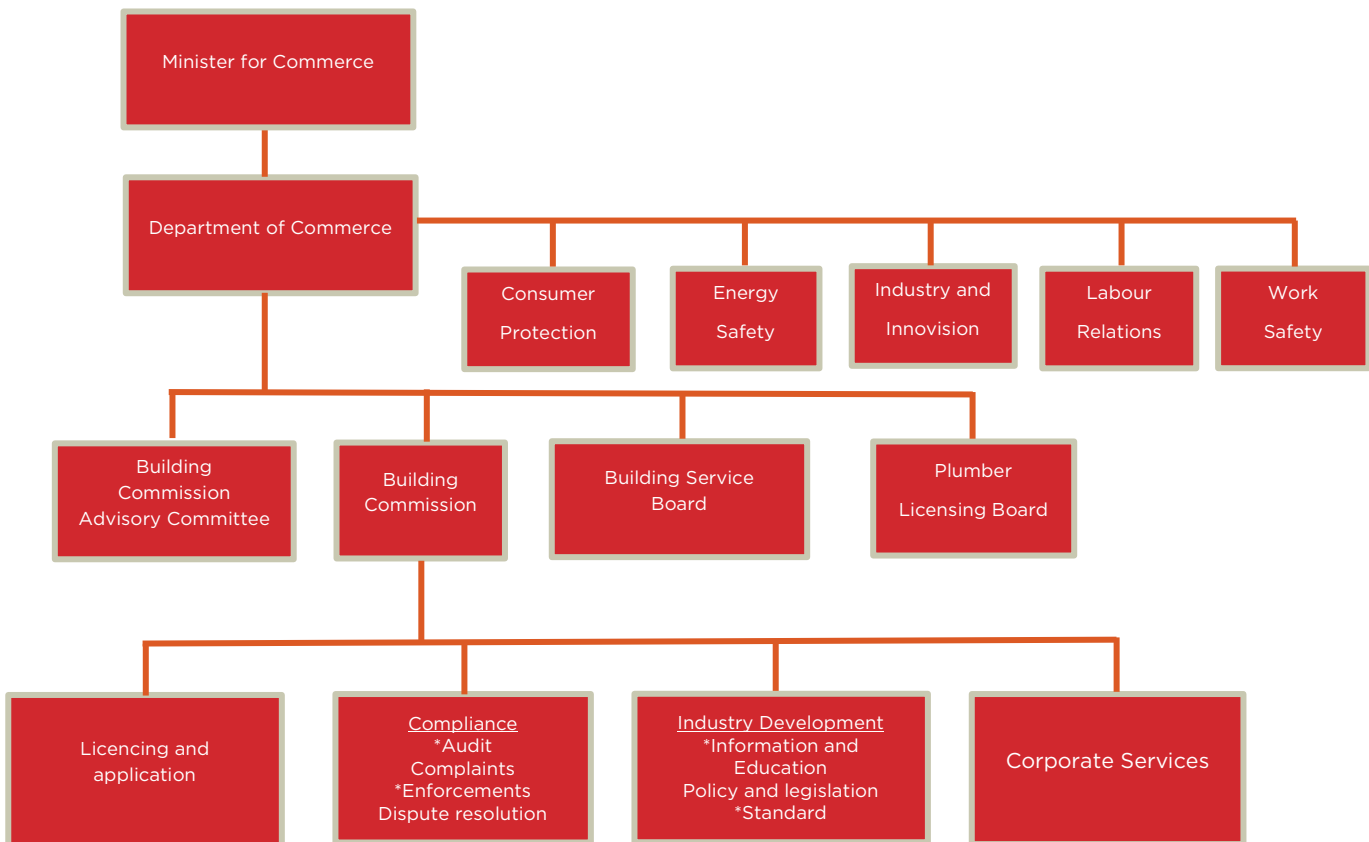 Minister for Commerce
Department of Commerce
Consumer
Protection
Energy
Safety
Industry and
Innovision
Labour
Relations
Work
Safety
Building
Commission
Advisory Committee
Building
Commission
Building Service
Board
Plumber
Licensing Board
Licencing and
application
Compliance
*Audit
Complaints
*Enforcements
Dispute resolution
Industry Development
*Information and
Education
Policy and legislation
*Standard
Corporate Services